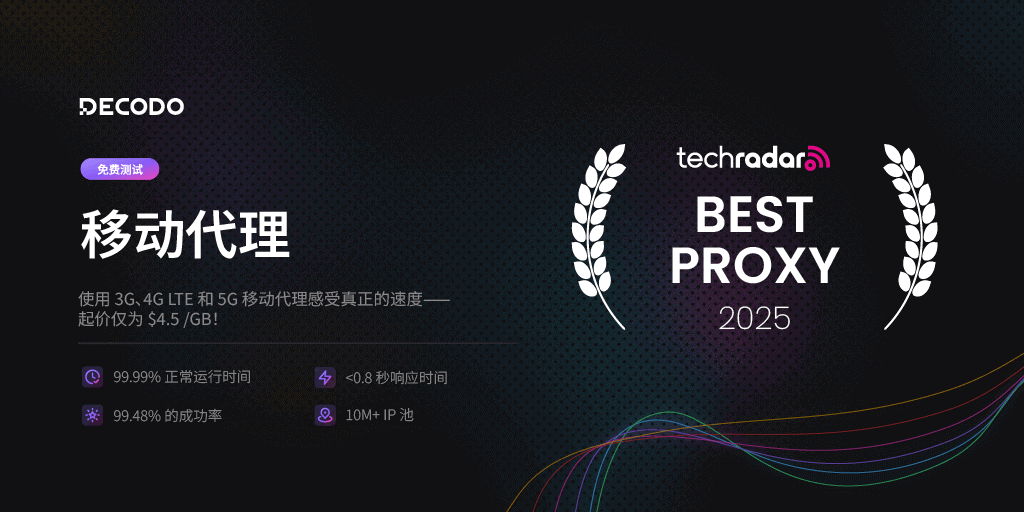 DECODO
免费测试
移动代理
使用 3G、4G LTE 和 5G 移动代理感受真正的速度——
起价仅为 $4.5 /GB！
99.99% 正常运行时间
<0.8 秒响应时间
99.48% 的成功率
10M+ IP 池
techradar
BEST
PROXY
2025